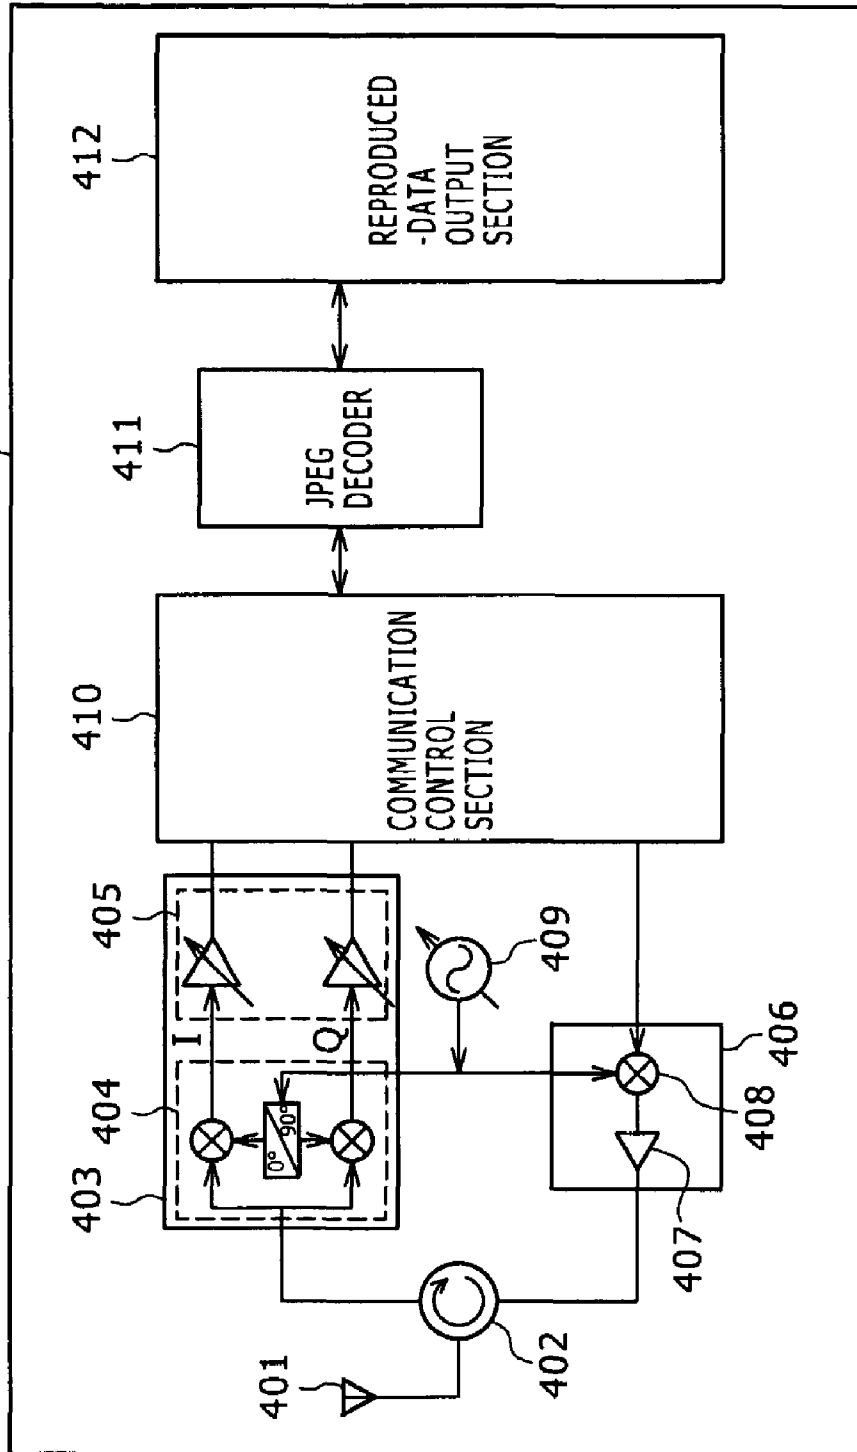 401
402
403
404
0°
90°
I
Q
405
406
407
408
409
410
COMMUNICATION
CONTROL
SECTION
411
JPEG
DECODER
412
REPRODUCED
-DATA
OUTPUT
SECTION